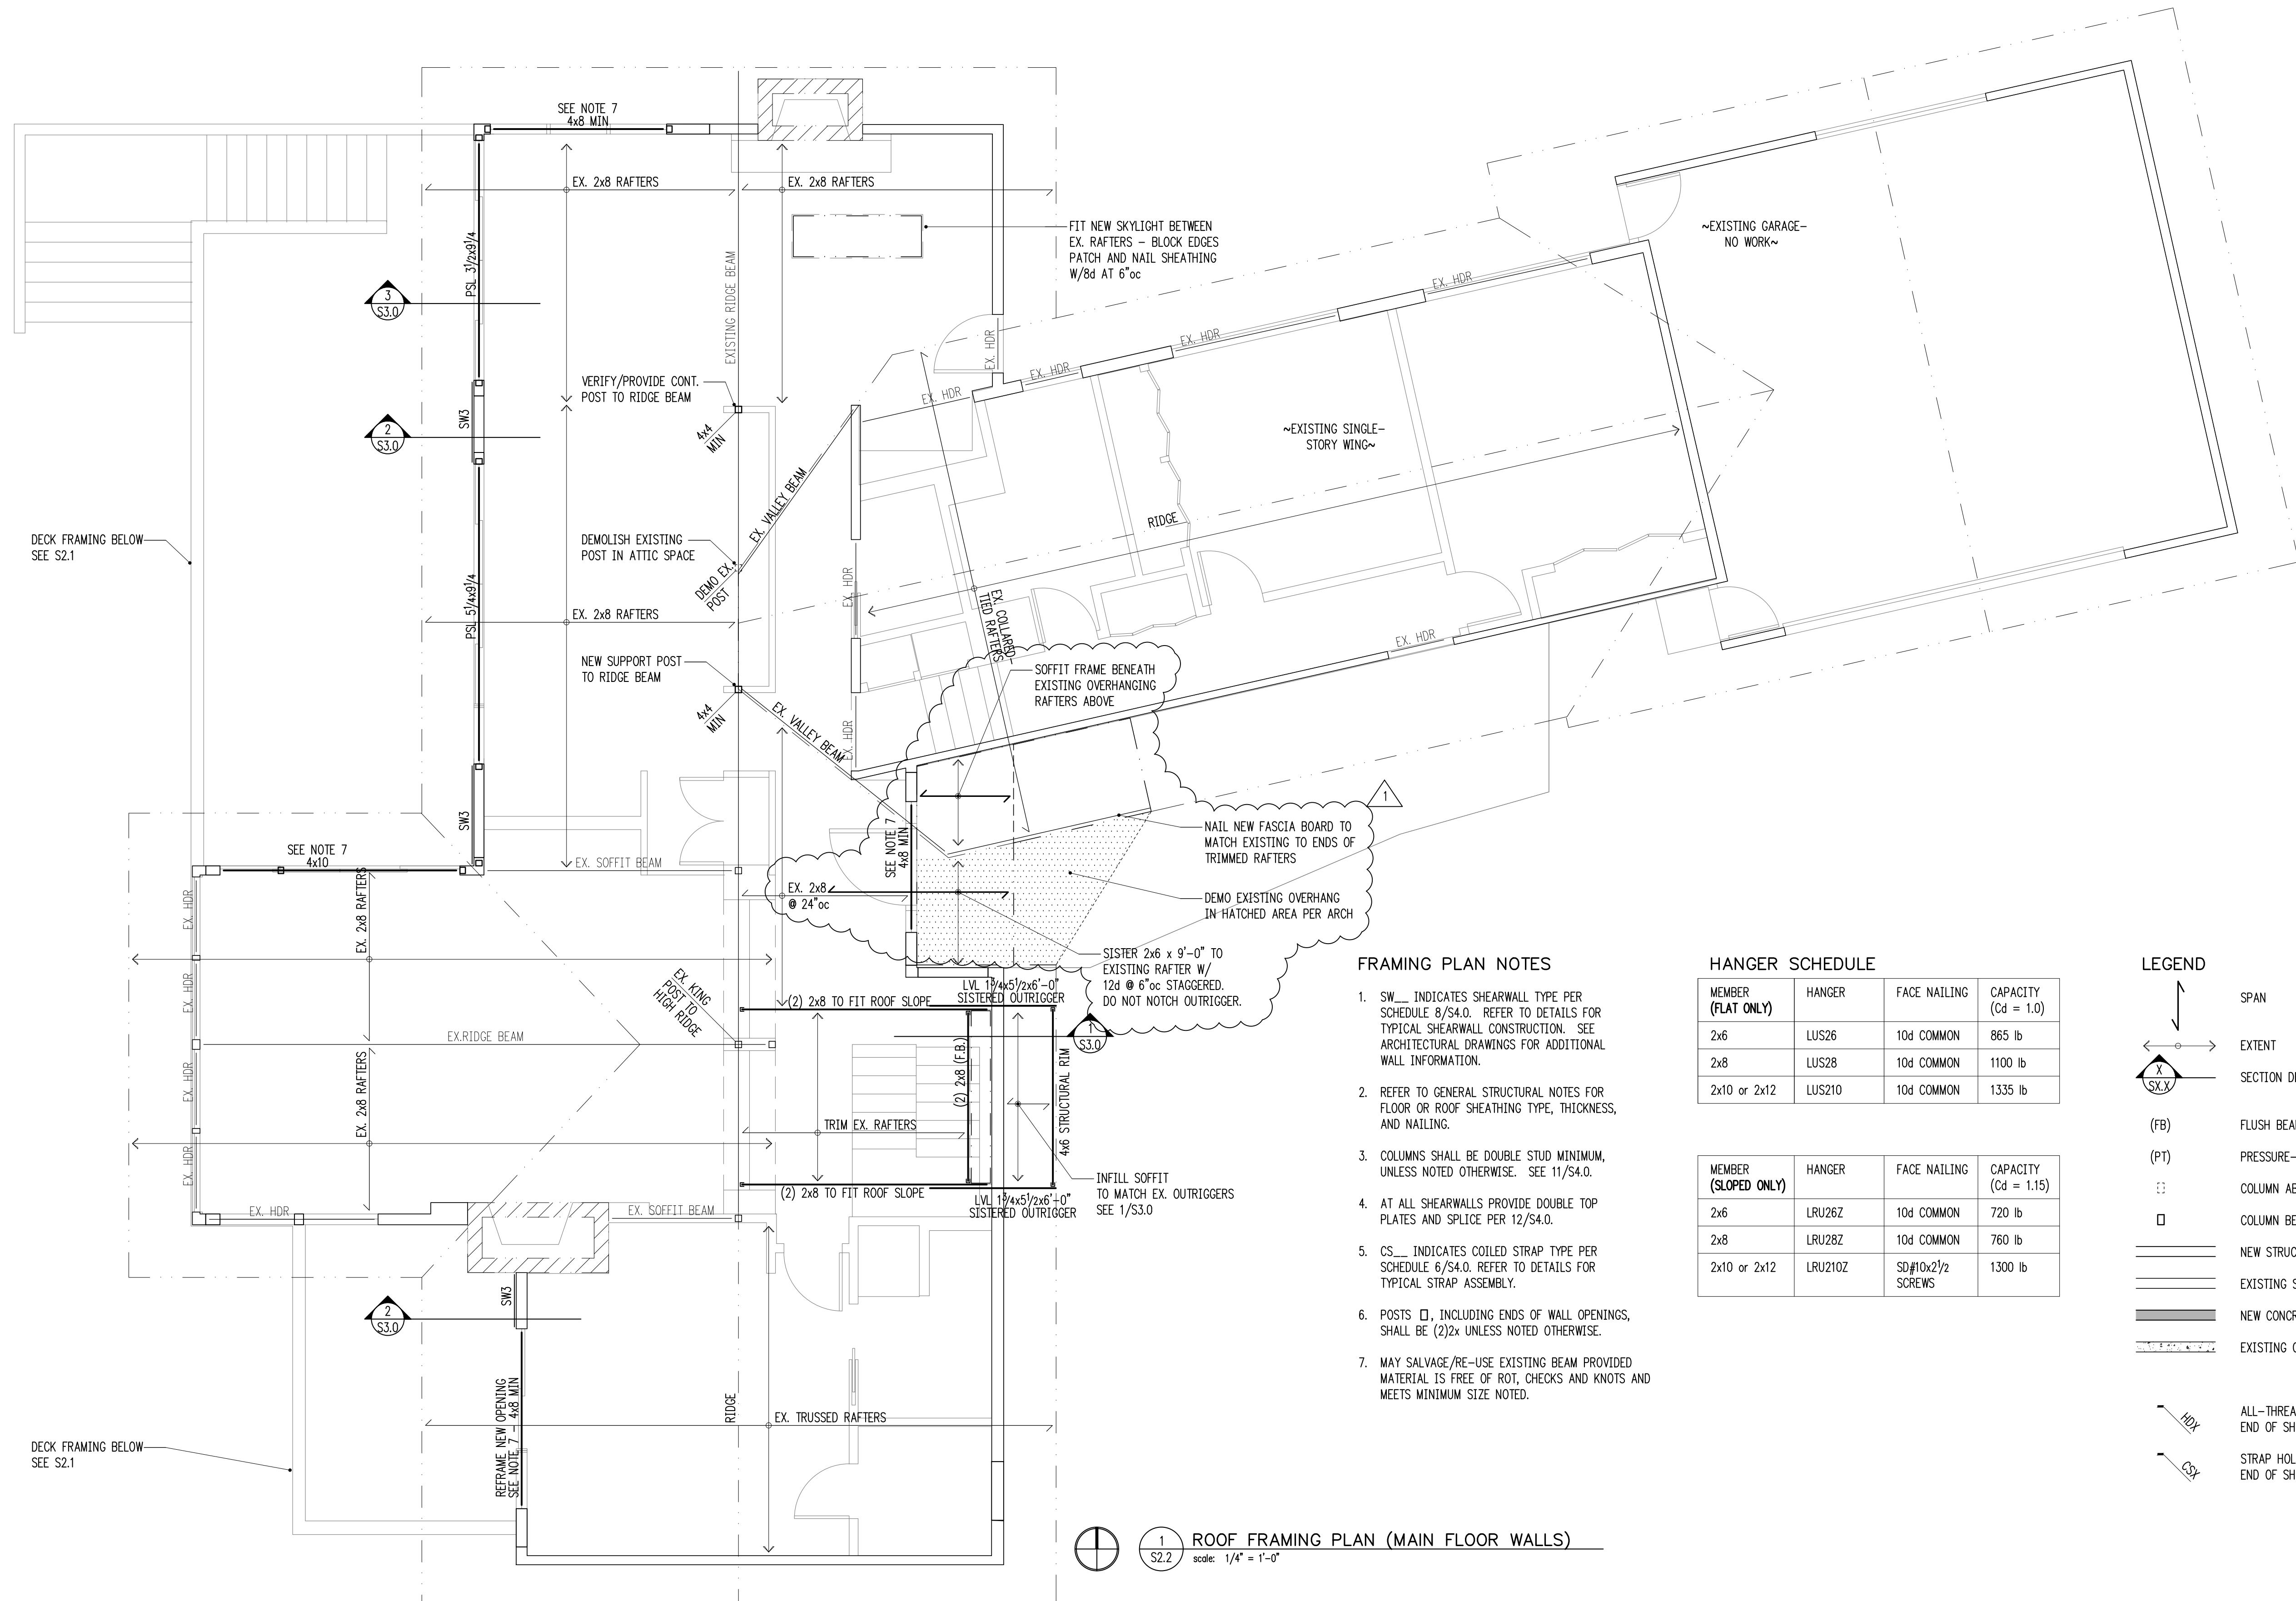 SEE NOTE 7
4x8 MIN
EX. 2x8 RAFTERS
EX. 2x8 RAFTERS
FIT NEW SKYLIGHT BETWEEN
EX. RAFTERS - BLOCK EDGES
PATCH AND NAIL SHEATHING
W/8d AT 6"oc
~EXISTING GARAGE-
NO WORK~
PSL 3½x9¼
EXISTING RIDGE BEAM
3
S3.0
EX. HDR
EX. HDR
EX. HDR
EX. HDR
EX. HDR
VERIFY/PROVIDE CONT.
POST TO RIDGE BEAM
4x4
MIN
SW3
2
S3.0
~EXISTING SINGLE-
STORY WING~
EX. VALLEY BEAM
RIDGE
DECK FRAMING BELOW
SEE S2.1
DEMOLISH EXISTING
POST IN ATTIC SPACE
DEMO EX.
POST
EX. HDR
PSL 5¼x9¼
EX. 2x8 RAFTERS
EX. COLLARED-
TIED RAFTERS
EX. HDR
NEW SUPPORT POST
TO RIDGE BEAM
4x4
MIN
SOFFIT FRAME BENEATH
EXISTING OVERHANGING
RAFTERS ABOVE
EX. VALLEY BEAM
EX. HDR
1
SW3
SEE NOTE 7
4x8 MIN
NAIL NEW FASCIA BOARD TO
MATCH EXISTING TO ENDS OF
TRIMMED RAFTERS
SEE NOTE 7
4x10
EX. SOFFIT BEAM
EX. 2x8
@ 24"oc
DEMO EXISTING OVERHANG
IN HATCHED AREA PER ARCH
EX. HDR
EX. 2x8 RAFTERS
SISTER 2x6 x 9'-0" TO
EXISTING RAFTER W/
12d @ 6"oc STAGGERED.
DO NOT NOTCH OUTRIGGER.
EX. HDR
EX. KING
POST TO
HIGH RIDGE
LVL 1¾x5½x6'-0"
SISTERED OUTRIGGER
(2) 2x8 TO FIT ROOF SLOPE
1
S3.0
EX.RIDGE BEAM
(2) 2x8 (F.B.)
4x6 STRUCTURAL RIM
EX. HDR
EX. 2x8 RAFTERS
TRIM EX. RAFTERS
EX. HDR
INFILL SOFFIT
TO MATCH EX. OUTRIGGERS
SEE 1/S3.0
(2) 2x8 TO FIT ROOF SLOPE
LVL 1¾x5½x6'-0"
SISTERED OUTRIGGER
EX. HDR
EX. SOFFIT BEAM
SW3
2
S3.0
REFRAME NEW OPENING
SEE NOTE 7 - 4x8 MIN
RIDGE
EX. TRUSSED RAFTERS
DECK FRAMING BELOW
SEE S2.1
1
S2.2
ROOF FRAMING PLAN (MAIN FLOOR WALLS)
scale: 1/4" = 1'-0"
FRAMING PLAN NOTES
1. SW__ INDICATES SHEARWALL TYPE PER
SCHEDULE 8/S4.0. REFER TO DETAILS FOR
TYPICAL SHEARWALL CONSTRUCTION. SEE
ARCHITECTURAL DRAWINGS FOR ADDITIONAL
WALL INFORMATION.
2. REFER TO GENERAL STRUCTURAL NOTES FOR
FLOOR OR ROOF SHEATHING TYPE, THICKNESS,
AND NAILING.
3. COLUMNS SHALL BE DOUBLE STUD MINIMUM,
UNLESS NOTED OTHERWISE. SEE 11/S4.0.
4. AT ALL SHEARWALLS PROVIDE DOUBLE TOP
PLATES AND SPLICE PER 12/S4.0.
5. CS__ INDICATES COILED STRAP TYPE PER
SCHEDULE 6/S4.0. REFER TO DETAILS FOR
TYPICAL STRAP ASSEMBLY.
6. POSTS , INCLUDING ENDS OF WALL OPENINGS,
SHALL BE (2)2x UNLESS NOTED OTHERWISE.
7. MAY SALVAGE/RE-USE EXISTING BEAM PROVIDED
MATERIAL IS FREE OF ROT, CHECKS AND KNOTS AND
MEETS MINIMUM SIZE NOTED.
HANGER SCHEDULE
MEMBER (FLAT ONLY) HANGER FACE NAILING CAPACITY (Cd = 1.0)
2x6 LUS26 10d COMMON 865 lb
2x8 LUS28 10d COMMON 1100 lb
2x10 or 2x12 LUS210 10d COMMON 1335 lb
MEMBER (SLOPED ONLY) HANGER FACE NAILING CAPACITY (Cd = 1.15)
2x6 LRU26Z 10d COMMON 720 lb
2x8 LRU28Z 10d COMMON 760 lb
2x10 or 2x12 LRU210Z SD#10x2½ SCREWS 1300 lb
LEGEND
SPAN
EXTENT
X
SX.X
SECTION
(FB) FLUSH
(PT) PRESSURE-
COLUMN
COLUMN
NEW
EXISTING
NEW
EXISTING
HDX
ALL-
END OF
CSX
STRAP
END OF